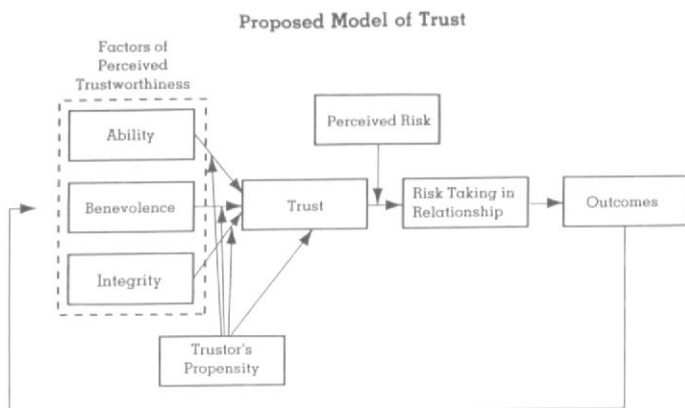 Proposed Model of Trust
Factors of
Perceived
Trustworthiness
Ability
Benevolence
Integrity
Trustor's
Propensity
Trust
Perceived Risk
Risk Taking in
Relationship
Outcomes